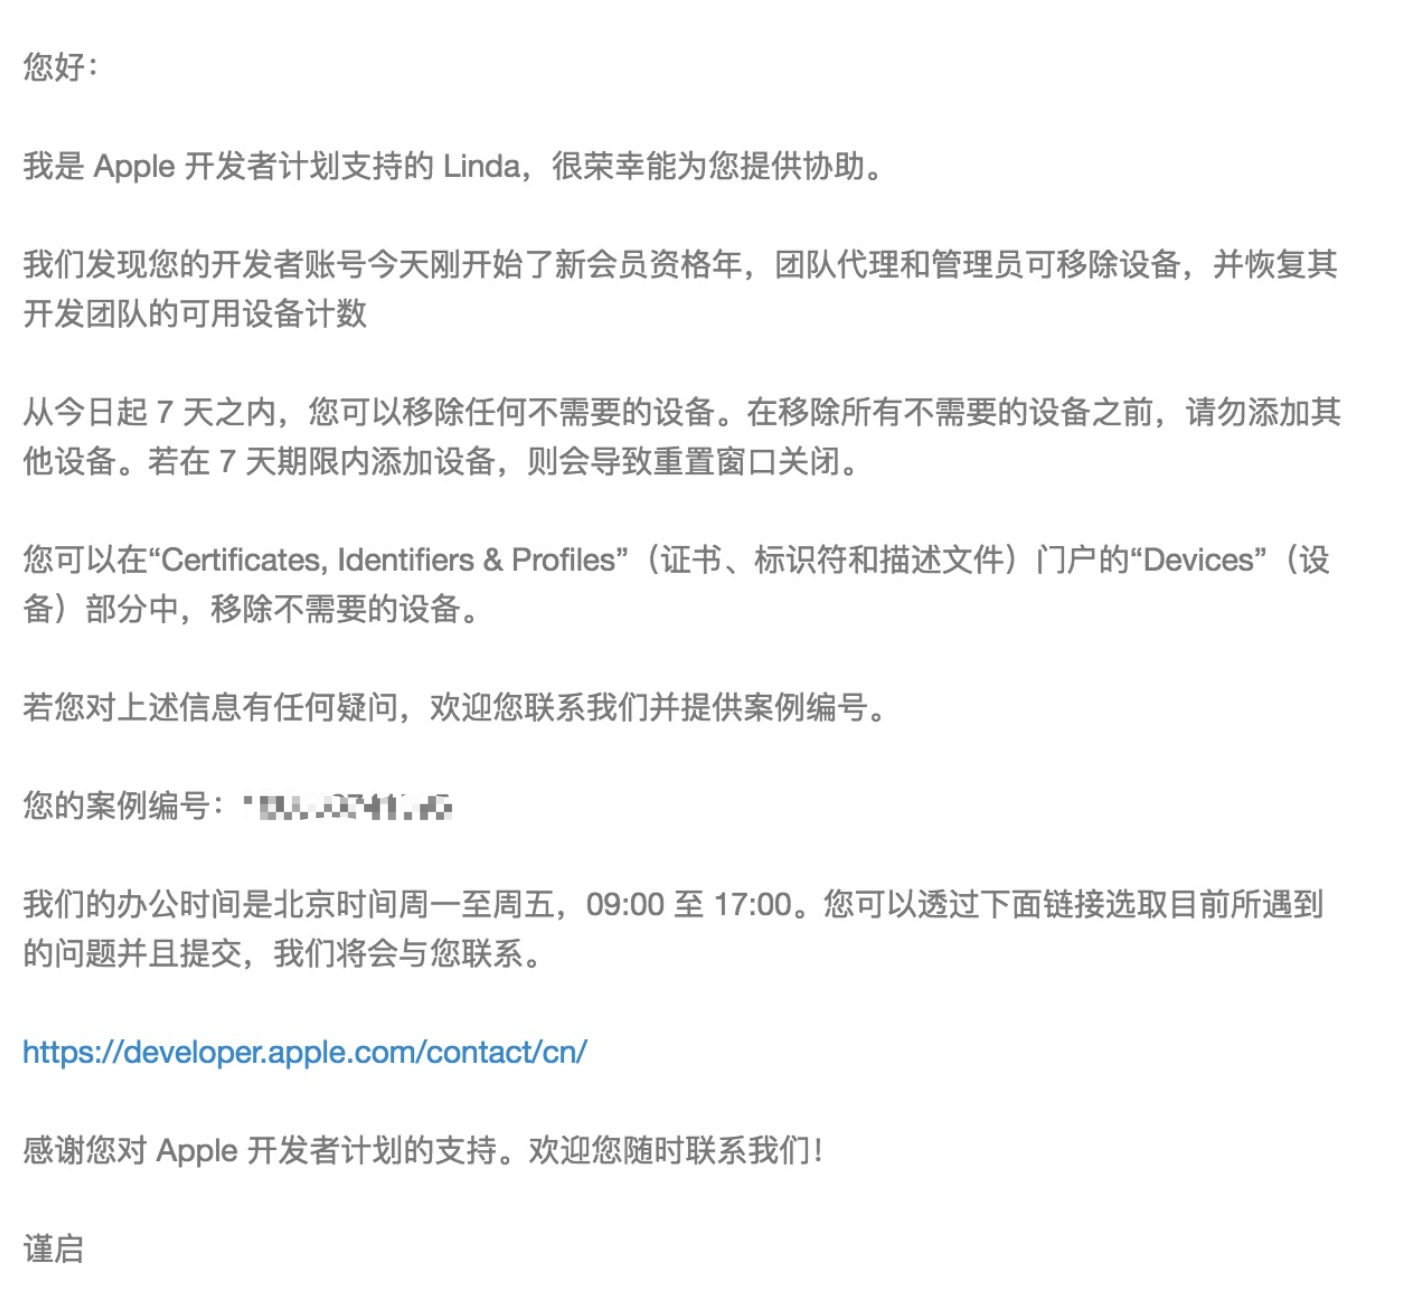 您好：
我是 Apple 开发者计划支持的 Linda，很荣幸能为您提供协助。
我们发现您的开发者账号今天刚开始了新会员资格年，团队代理和管理员可移除设备，并恢复其
开发团队的可用设备计数
从今日起 7 天之内，您可以移除任何不需要的设备。在移除所有不需要的设备之前，请勿添加其
他设备。若在 7 天期限内添加设备，则会导致重置窗口关闭。
您可以在“Certificates, Identifiers & Profiles”（证书、标识符和描述文件）门户的“Devices”（设
备）部分中，移除不需要的设备。
若您对上述信息有任何疑问，欢迎您联系我们并提供案例编号。
您的案例编号：
我们的办公时间是北京时间周一至周五，09:00 至 17:00。您可以透过下面链接选取目前所遇到
的问题并且提交，我们将会与您联系。
https://developer.apple.com/contact/cn/
感谢您对 Apple 开发者计划的支持。欢迎您随时联系我们！
谨启